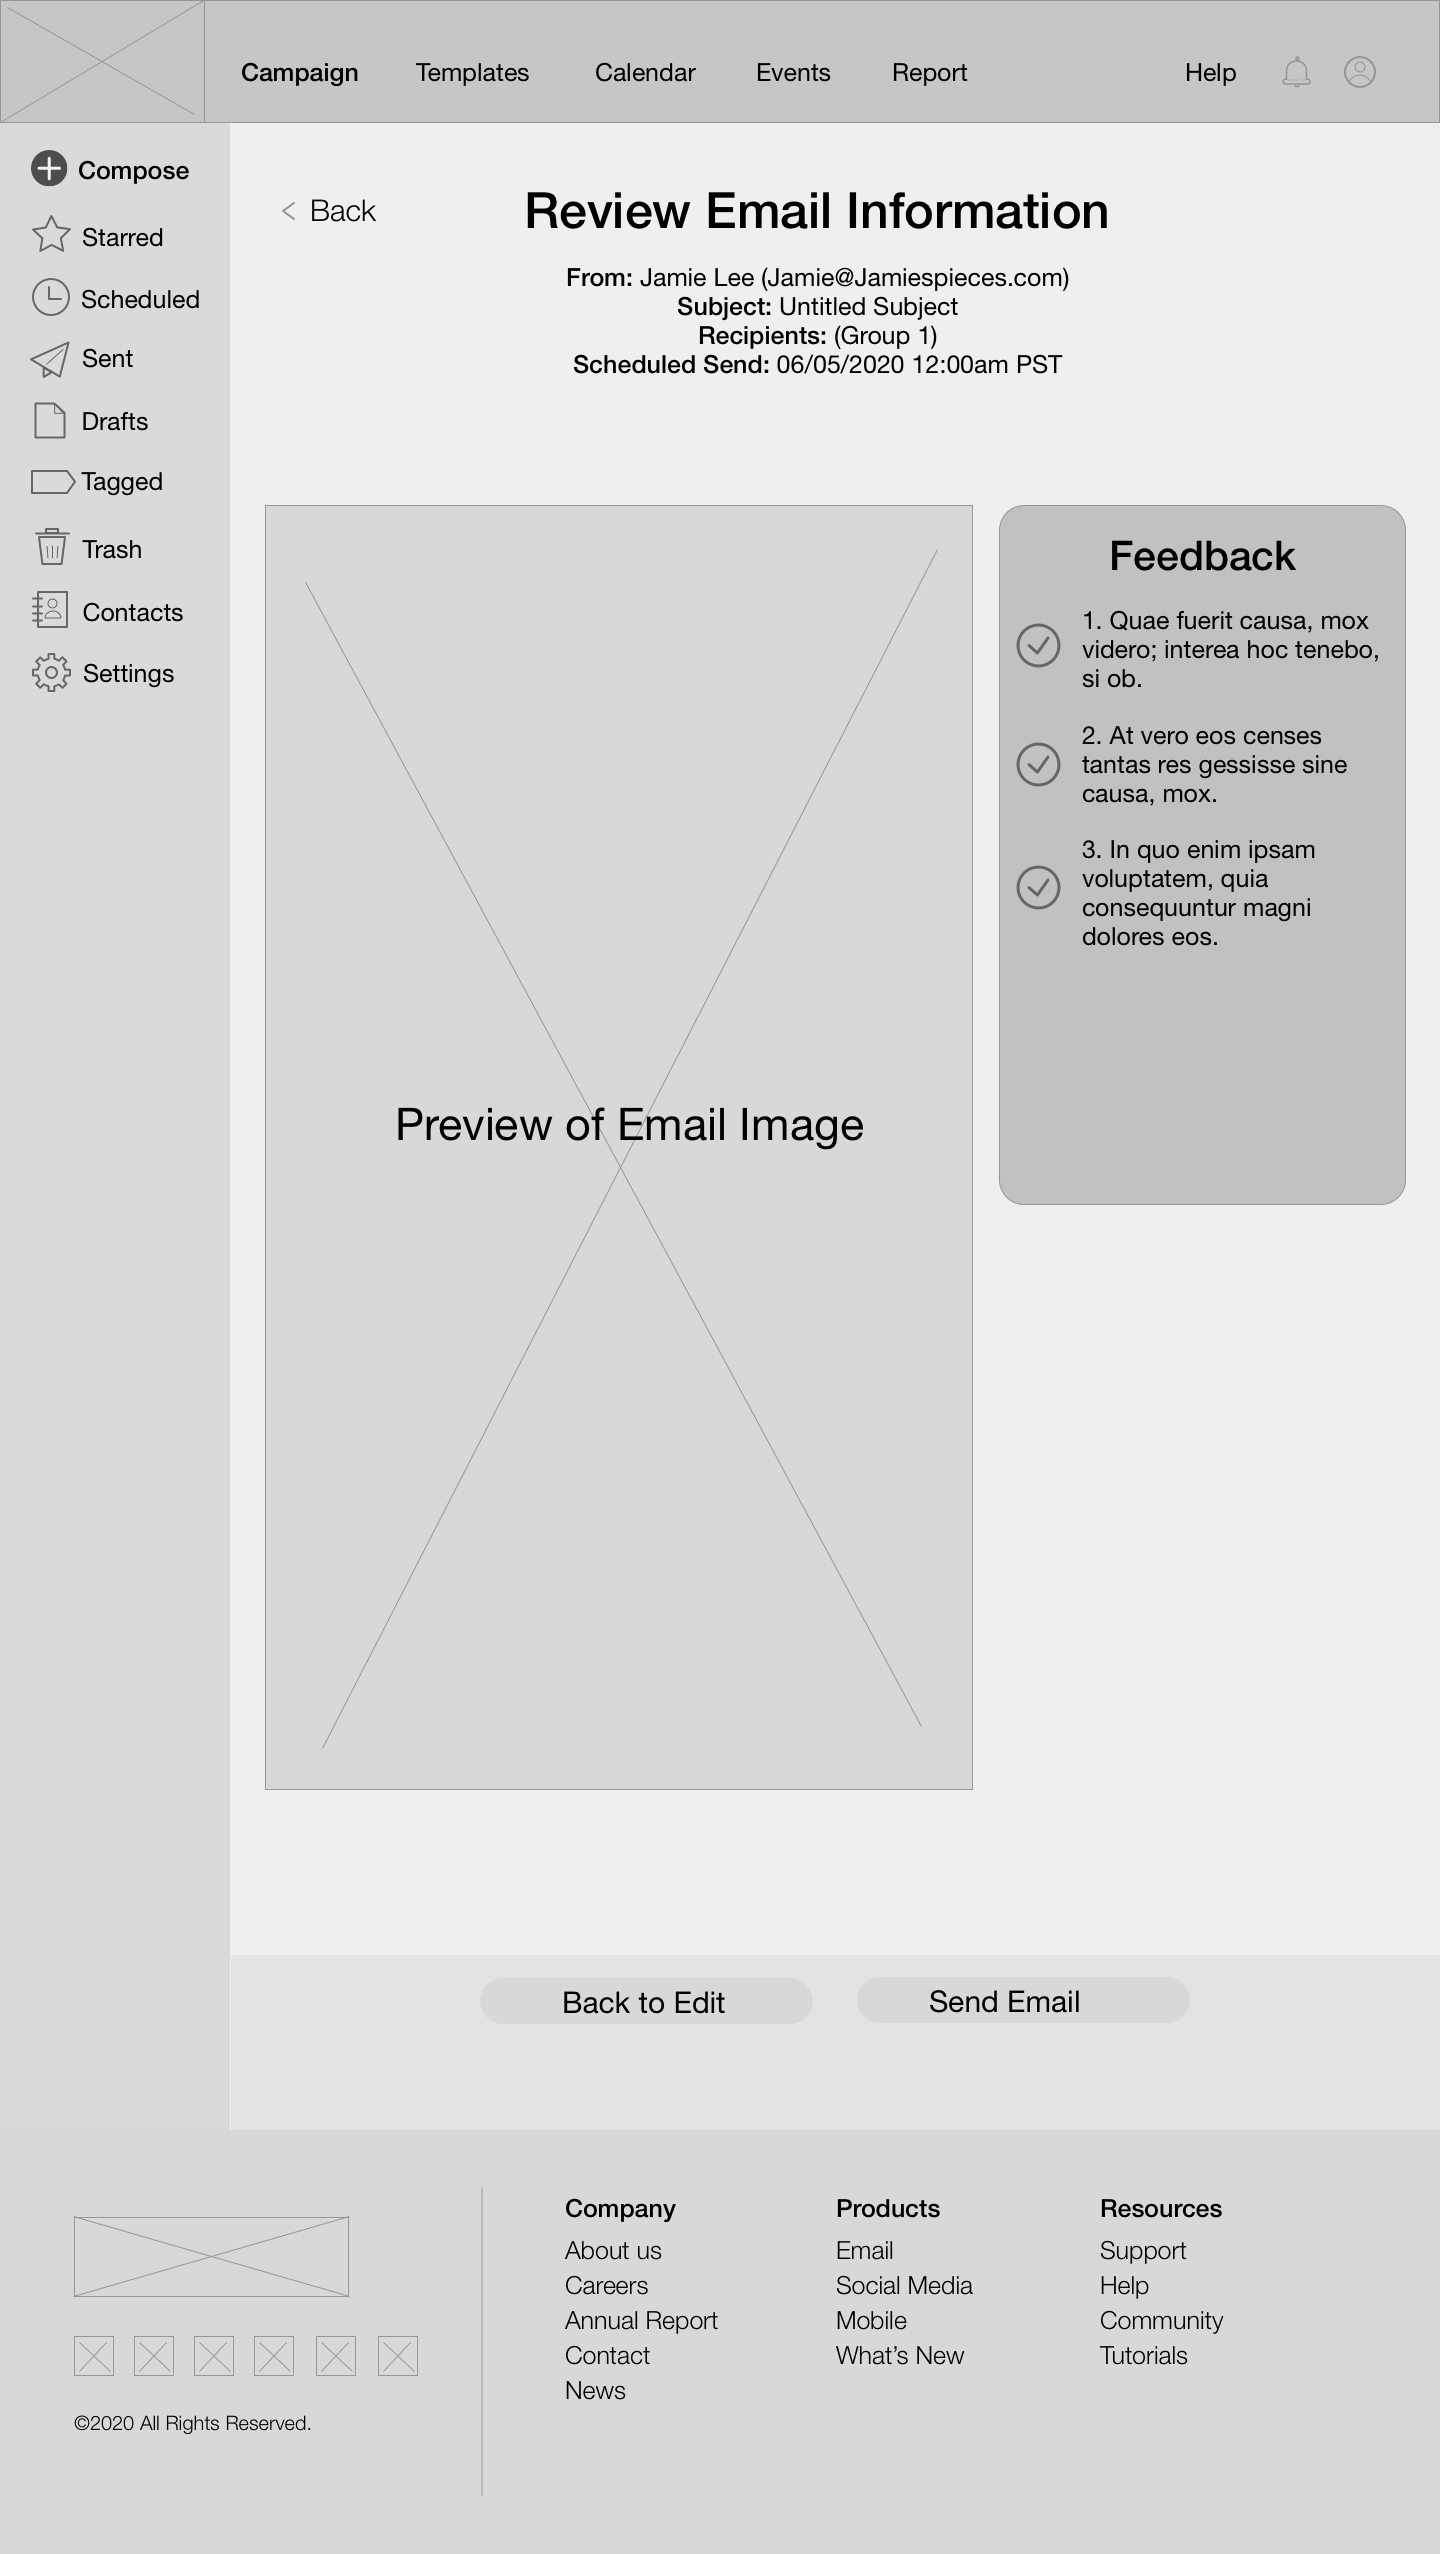 Campaign
Templates
Calendar
Events
Report
Help
Compose
Starred
Scheduled
Sent
Drafts
Tagged
Trash
Contacts
Settings
< Back
Review Email Information
From: Jamie Lee (Jamie@Jamiespieces.com)
Subject: Untitled Subject
Recipients: (Group 1)
Scheduled Send: 06/05/2020 12:00am PST
Preview of Email Image
Feedback
1. Quae fuerit causa, mox
videro; interea hoc tenebo,
si ob.
2. At vero eos censes
tantas res gessisse sine
causa, mox.
3. In quo enim ipsam
voluptatem, quia
consequuntur magni
dolores eos.
Back to Edit
Send Email
©2020 All Rights Reserved.
Company
About us
Careers
Annual Report
Contact
News
Products
Email
Social Media
Mobile
What’s New
Resources
Support
Help
Community
Tutorials